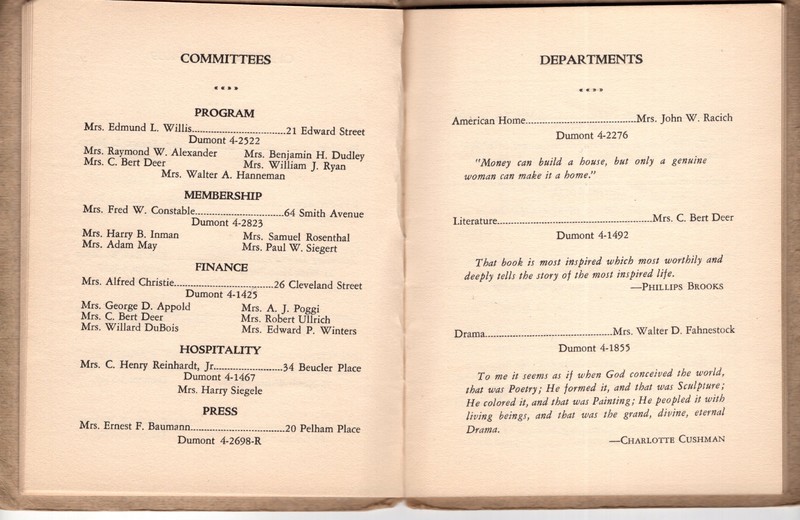 COMMITTEES
««»»
PROGRAM
Mrs. Edmund L. Willis..............................21 Edward Street
Dumont 4-2522
Mrs. Raymond W. Alexander Mrs. Benjamin H. Dudley
Mrs. C. Bert Deer Mrs. William J. Ryan
Mrs. Walter A. Hanneman
MEMBERSHIP
Mrs. Fred W. Constable............................64 Smith Avenue
Dumont 4-2823
Mrs. Harry B. Inman Mrs. Samuel Rosenthal
Mrs. Adam May Mrs. Paul W. Siegert
FINANCE
Mrs. Alfred Christie................................26 Cleveland Street
Dumont 4-1425
Mrs. George D. Appold Mrs. A. J. Poggi
Mrs. C. Bert Deer Mrs. Robert Ullrich
Mrs. Willard DuBois Mrs. Edward P. Winters
HOSPITALITY
Mrs. C. Henry Reinhardt, Jr......................34 Beucler Place
Dumont 4-1467
Mrs. Harry Siegele
PRESS
Mrs. Ernest F. Baumann..............................20 Pelham Place
Dumont 4-2698-R
DEPARTMENTS
««»»
American Home...................................Mrs. John W. Racich
Dumont 4-2276
"Money can build a house, but only a genuine
woman can make it a home."
Literature.................................................Mrs. C. Bert Deer
Dumont 4-1492
That book is most inspired which most worthily and
deeply tells the story of the most inspired life.
—PHILLIPS BROOKS
Drama........................................Mrs. Walter D. Fahnestock
Dumont 4-1855
To me it seems as if when God conceived the world,
that was Poetry; He formed it, and that was Sculpture;
He colored it, and that was Painting; He peopled it with
living beings, and that was the grand, divine, eternal
Drama.
—CHARLOTTE CUSHMAN